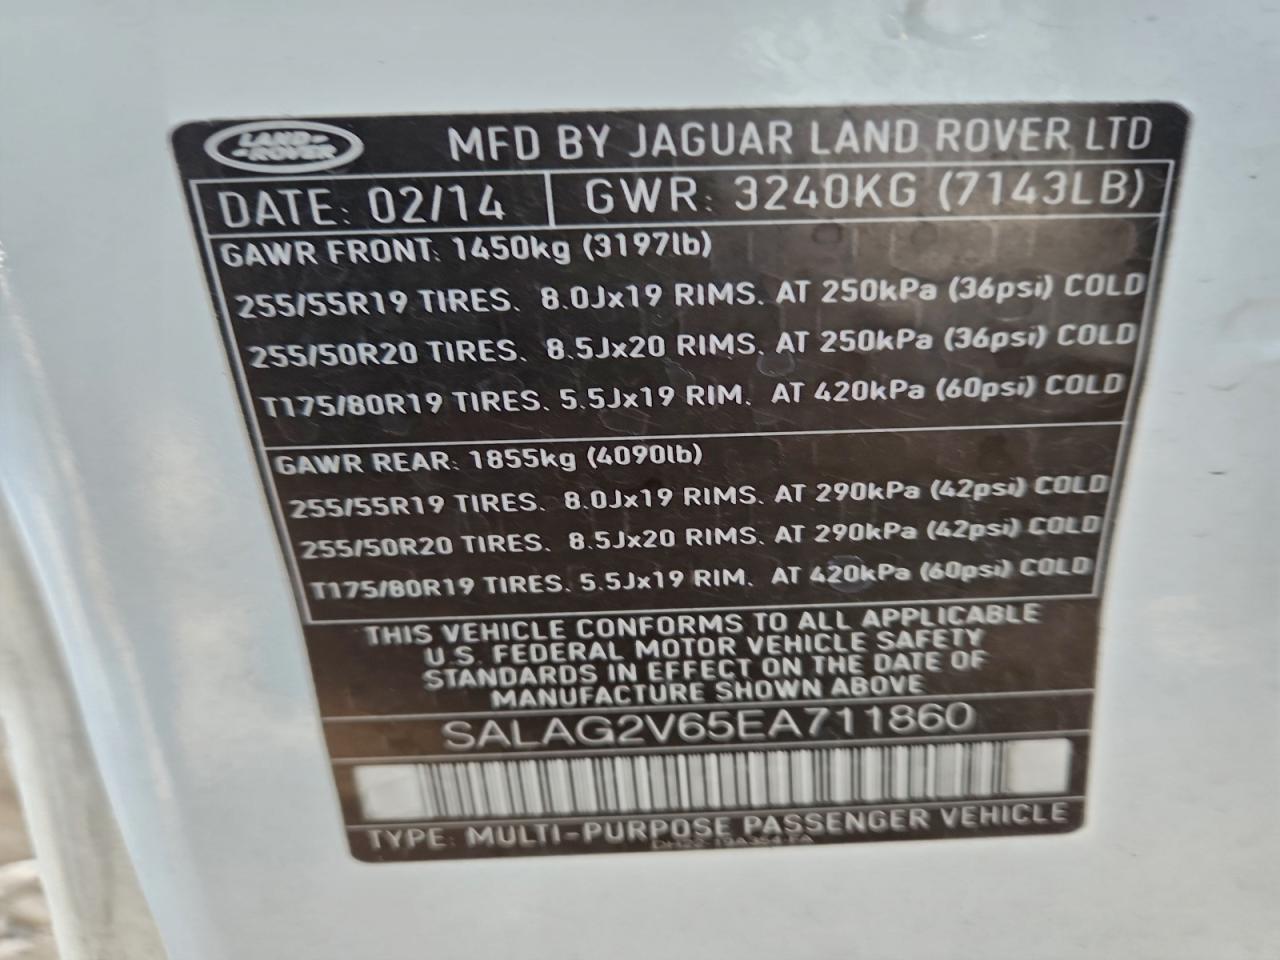 LAND-
-ROVER
MFD BY JAGUAR LAND ROVER LTD
DATE: 02/14 GWR: 3240KG (7143LB)
GAWR FRONT: 1450kg (3197lb)
255/55R19 TIRES. 8.0Jx19 RIMS. AT 250kPa (36psi) COLD
255/50R20 TIRES. 8.5Jx20 RIMS. AT 250kPa (36psi) COLD
T175/80R19 TIRES. 5.5Jx19 RIM. AT 420kPa (60psi) COLD
GAWR REAR: 1855kg (4090lb)
255/55R19 TIRES. 8.0Jx19 RIMS. AT 290kPa (42psi) COLD
255/50R20 TIRES. 8.5Jx20 RIMS. AT 290kPa (42psi) COLD
T175/80R19 TIRES. 5.5Jx19 RIM. AT 420kPa (60psi) COLD
THIS VEHICLE CONFORMS TO ALL APPLICABLE
U.S. FEDERAL MOTOR VEHICLE SAFETY
STANDARDS IN EFFECT ON THE DATE OF
MANUFACTURE SHOWN ABOVE
SALAG2V65EA711860
TYPE: MULTI-PURPOSE PASSENGER VEHICLE